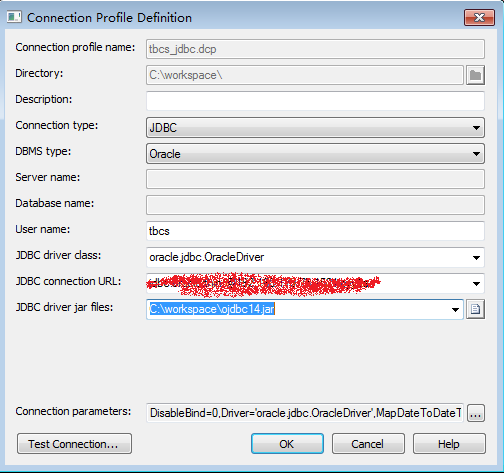 Connection Profile Definition
Connection profile name: tbcs_jdbc.dcp
Directory: C:\workspace\
Description:
Connection type: JDBC
DBMS type: Oracle
Server name:
Database name:
User name: tbcs
JDBC driver class: oracle.jdbc.OracleDriver
JDBC connection URL:
JDBC driver jar files: C:\workspace\ojdbc14.jar
Connection parameters: DisableBind=0,Driver='oracle.jdbc.OracleDriver',MapDateToDateT ...
Test Connection... OK Cancel Help